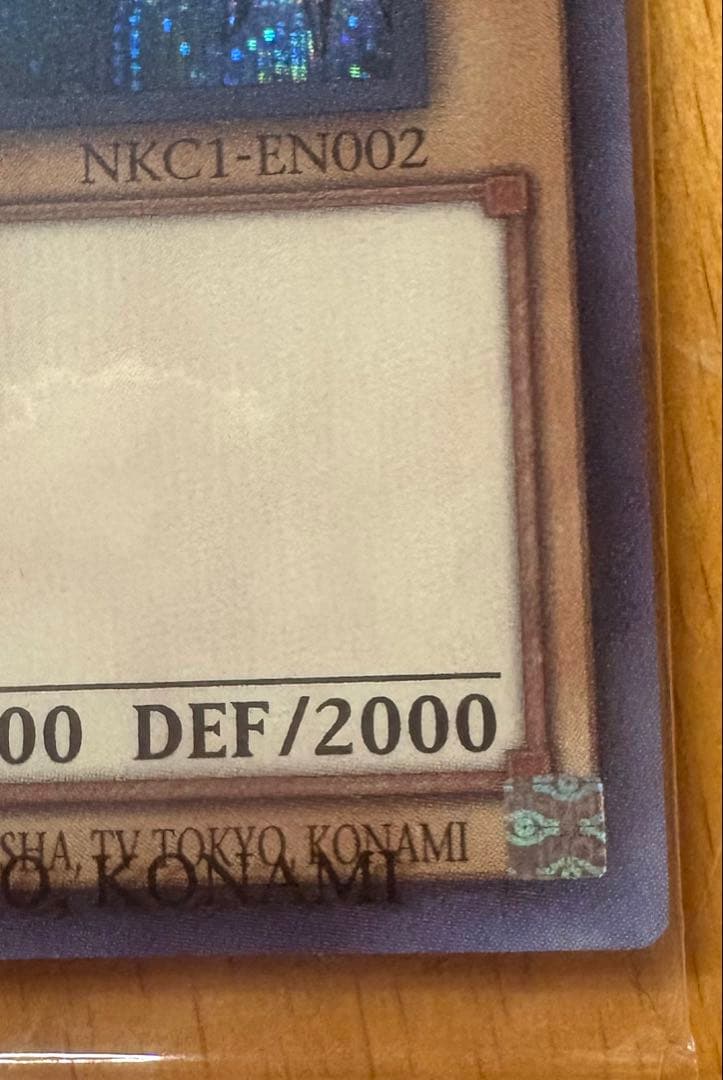 NKC1-EN002
00 DEF/2000
SHA, TV TOKYO, KONAMI
O, KONAMI